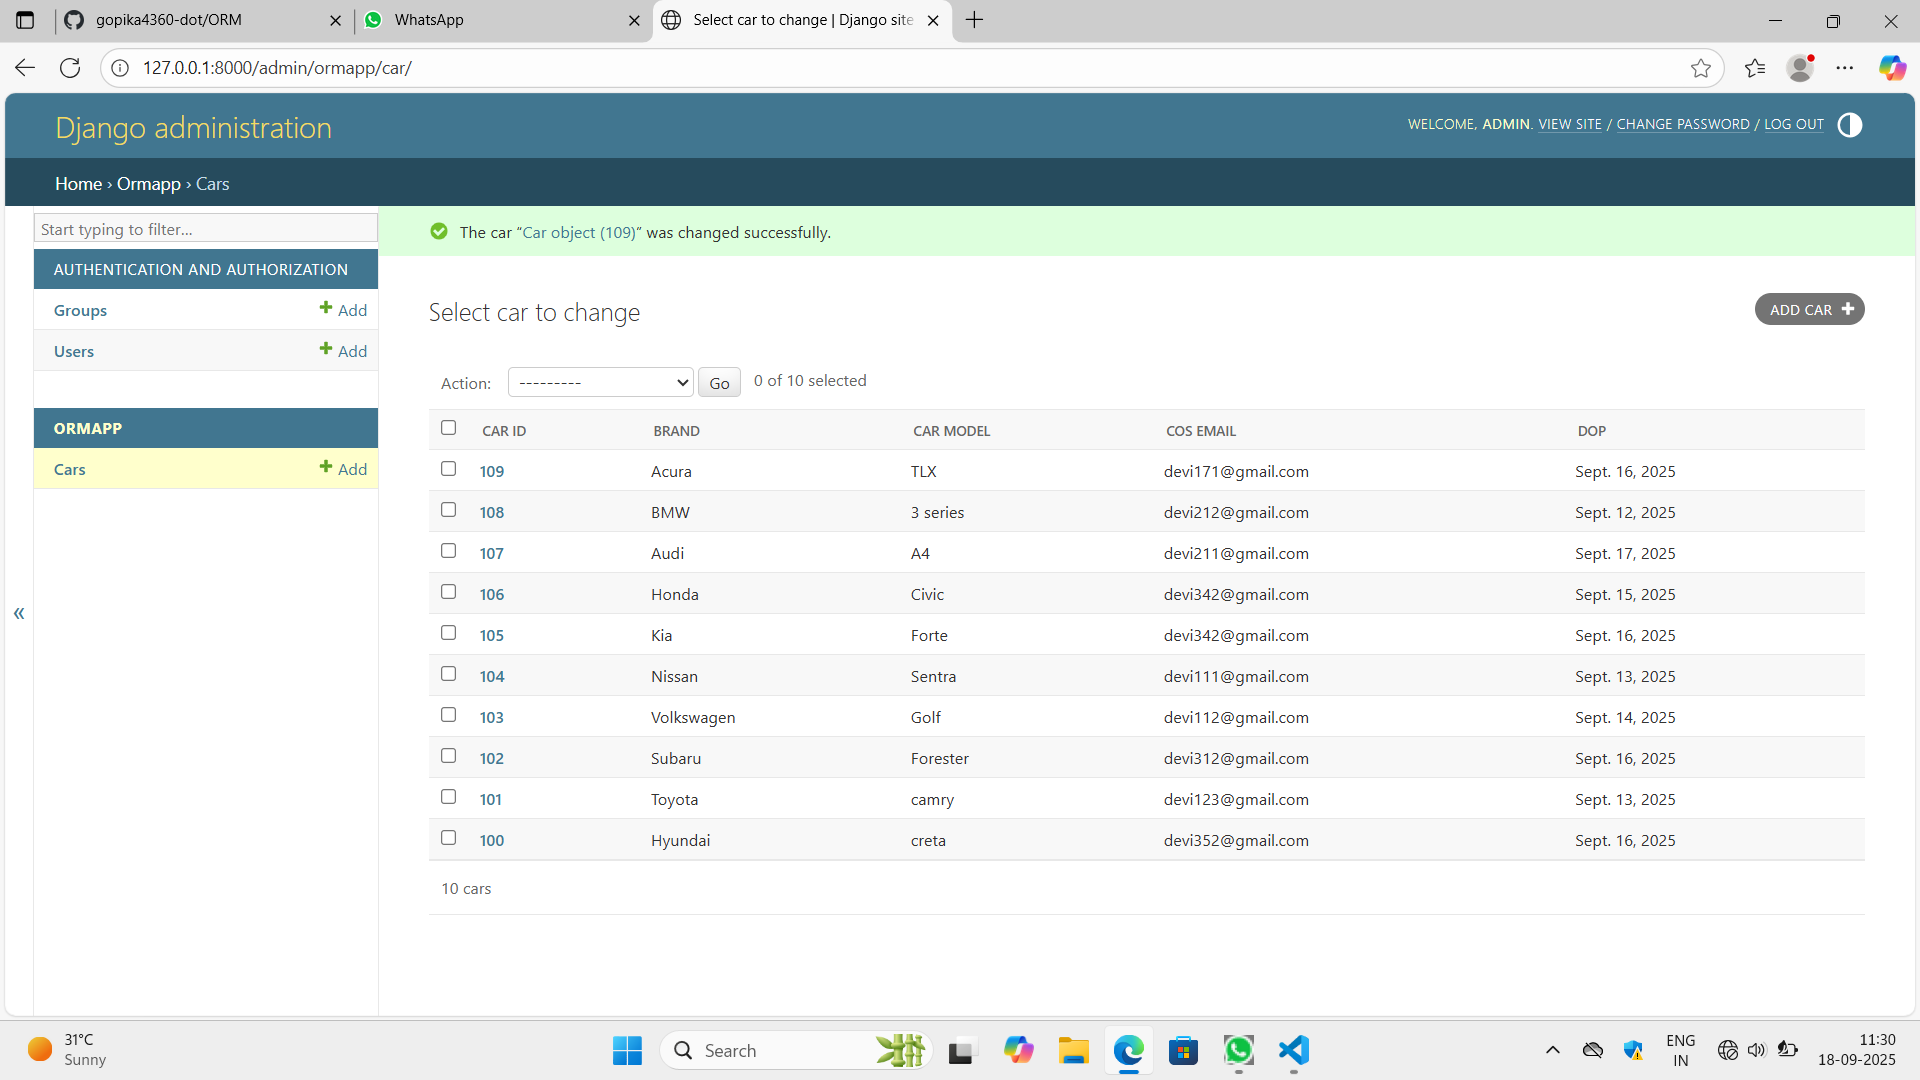 gopika4360-dot/ORM
WhatsApp
Select car to change | Django site
127.0.0.1:8000/admin/ormapp/car/
Django administration
WELCOME, ADMIN. VIEW SITE / CHANGE PASSWORD / LOG OUT
Home › Ormapp › Cars
Start typing to filter...
AUTHENTICATION AND AUTHORIZATION
Groups Add
Users Add
ORMAPP
Cars Add
«
The car “Car object (109)” was changed successfully.
Select car to change
ADD CAR
Action: --------- Go 0 of 10 selected
CAR ID BRAND CAR MODEL COS EMAIL DOP
109 Acura TLX devi171@gmail.com Sept. 16, 2025
108 BMW 3 series devi212@gmail.com Sept. 12, 2025
107 Audi A4 devi211@gmail.com Sept. 17, 2025
106 Honda Civic devi342@gmail.com Sept. 15, 2025
105 Kia Forte devi342@gmail.com Sept. 16, 2025
104 Nissan Sentra devi111@gmail.com Sept. 13, 2025
103 Volkswagen Golf devi112@gmail.com Sept. 14, 2025
102 Subaru Forester devi312@gmail.com Sept. 16, 2025
101 Toyota camry devi123@gmail.com Sept. 13, 2025
100 Hyundai creta devi352@gmail.com Sept. 16, 2025
10 cars
31°C
Sunny
Search
ENG
IN
11:30
18-09-2025